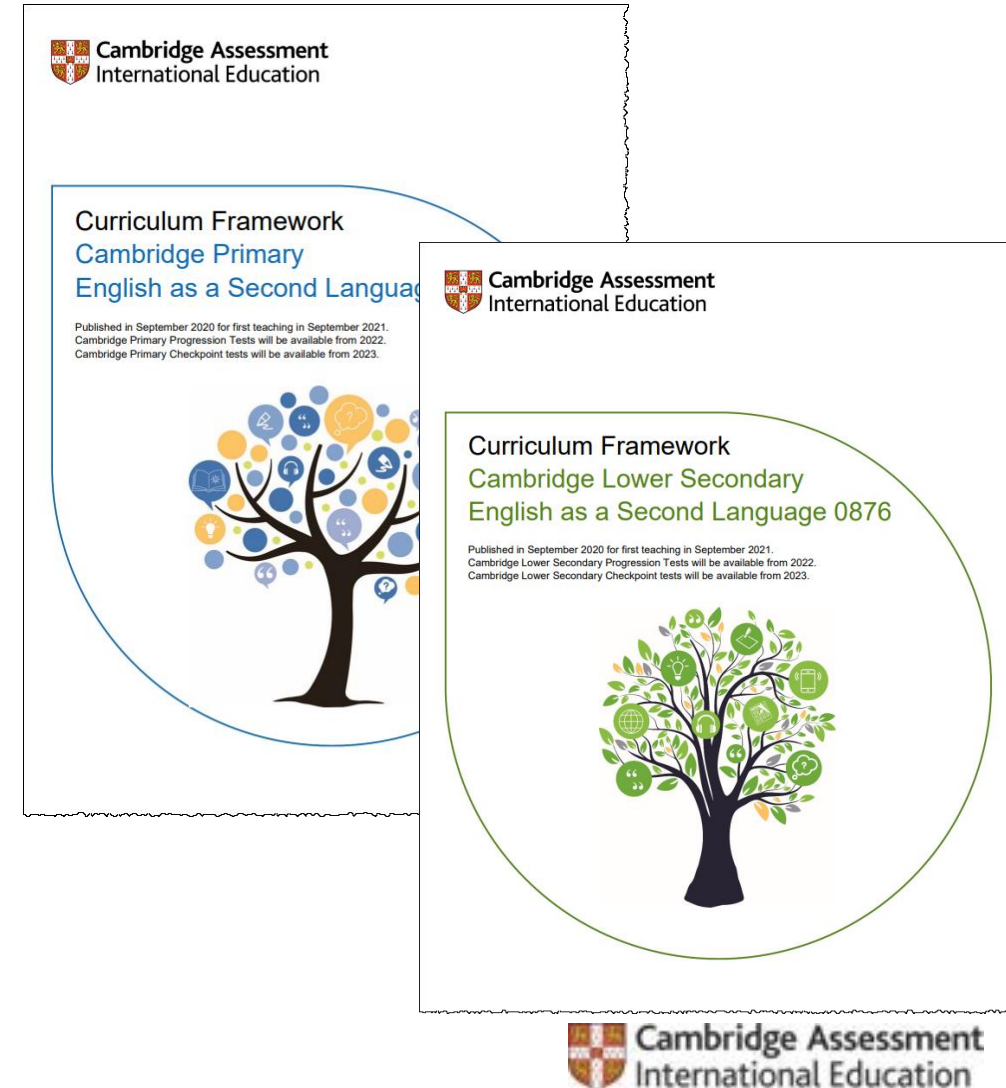 Cambridge Assessment
International Education
Curriculum Framework
Cambridge Primary
English as a Second
Published in September 2020 for first teaching in September 2021.
Cambridge Primary Progression Tests will be available from 2022.
Cambridge Primary Checkpoint tests will be available from 2023.
Cambridge Assessment
International Education
Curriculum Framework
Cambridge Lower Secondary
English as a Second Language 0876
Published in September 2020 for first teaching in September 2021.
Cambridge Lower Secondary Progression Tests will be available from 2022.
Cambridge Lower Secondary Checkpoint tests will be available from 2023.
Cambridge Assessment
International Education